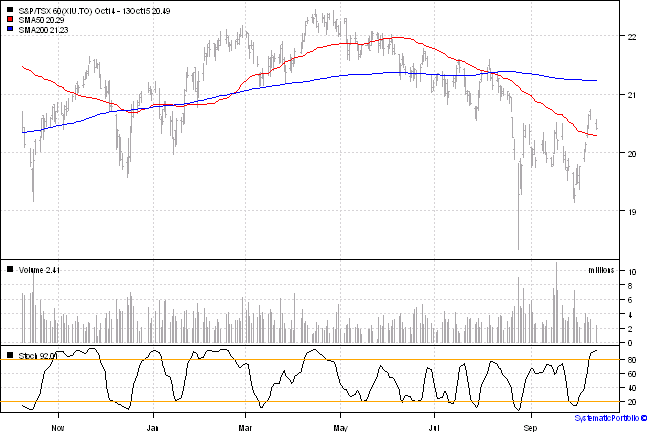 S&P/TSX 60(XIU.TO) Oct14 - 13Oct15 20.49
SMA50 20.29
SMA200 21.23
22
21
20
19
Volume 2.41
millions
10
8
6
4
2
0
Stoch 92.01
80
60
40
20
Nov Jan Mar May Jul Sep
SystematicPortfolio ©